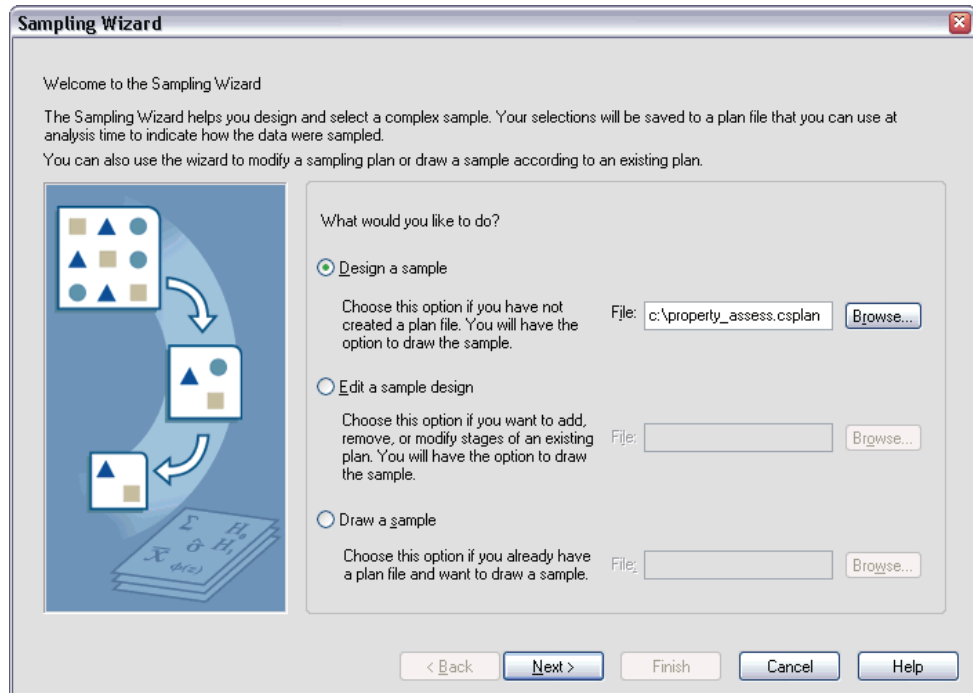 Sampling Wizard
Welcome to the Sampling Wizard
The Sampling Wizard helps you design and select a complex sample. Your selections will be saved to a plan file that you can use at
analysis time to indicate how the data were sampled.
You can also use the wizard to modify a sampling plan or draw a sample according to an existing plan.
What would you like to do?
Design a sample
Choose this option if you have not
created a plan file. You will have the
option to draw the sample.
File: c:\property_assess.csplan Browse...
Edit a sample design
Choose this option if you want to add,
remove, or modify stages of an existing
plan. You will have the option to draw
the sample.
File: Browse...
Draw a sample
Choose this option if you already have
a plan file and want to draw a sample.
File: Browse...
Σ H₀
σ̂ H₁
x̄ φ(z)
< Back Next > Finish Cancel Help